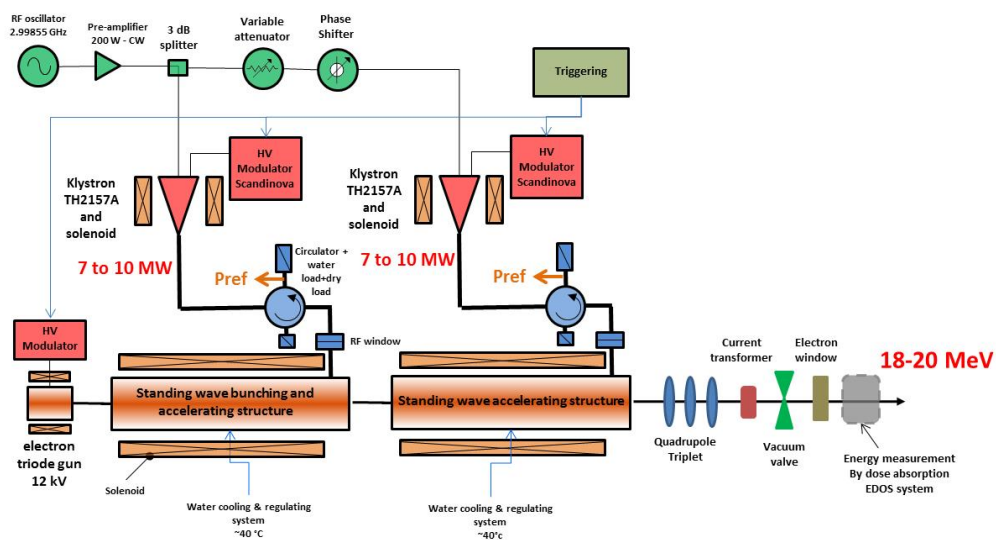 RF oscillator
2.99855 GHz
Pre-amplifier
200 W - CW
3 dB
splitter
Variable
attenuator
Phase
Shifter
Triggering
HV
Modulator
Scandinova
HV
Modulator
Scandinova
Klystron
TH2157A
and
solenoid
Klystron
TH2157A
and
solenoid
7 to 10 MW
7 to 10 MW
Circulator +
water
load+dry
load
Pref
Pref
RF window
HV
Modulator
Standing wave bunching and
accelerating structure
Standing wave accelerating structure
Current
transformer
Electron
window
18-20 MeV
electron
triode gun
12 kV
Solenoid
Quadrupole
Triplet
Vacuum
valve
Energy measurement
By dose absorption
EDOS system
Water cooling & regulating
system
~40 °C
Water cooling & regulating
system
~40°c